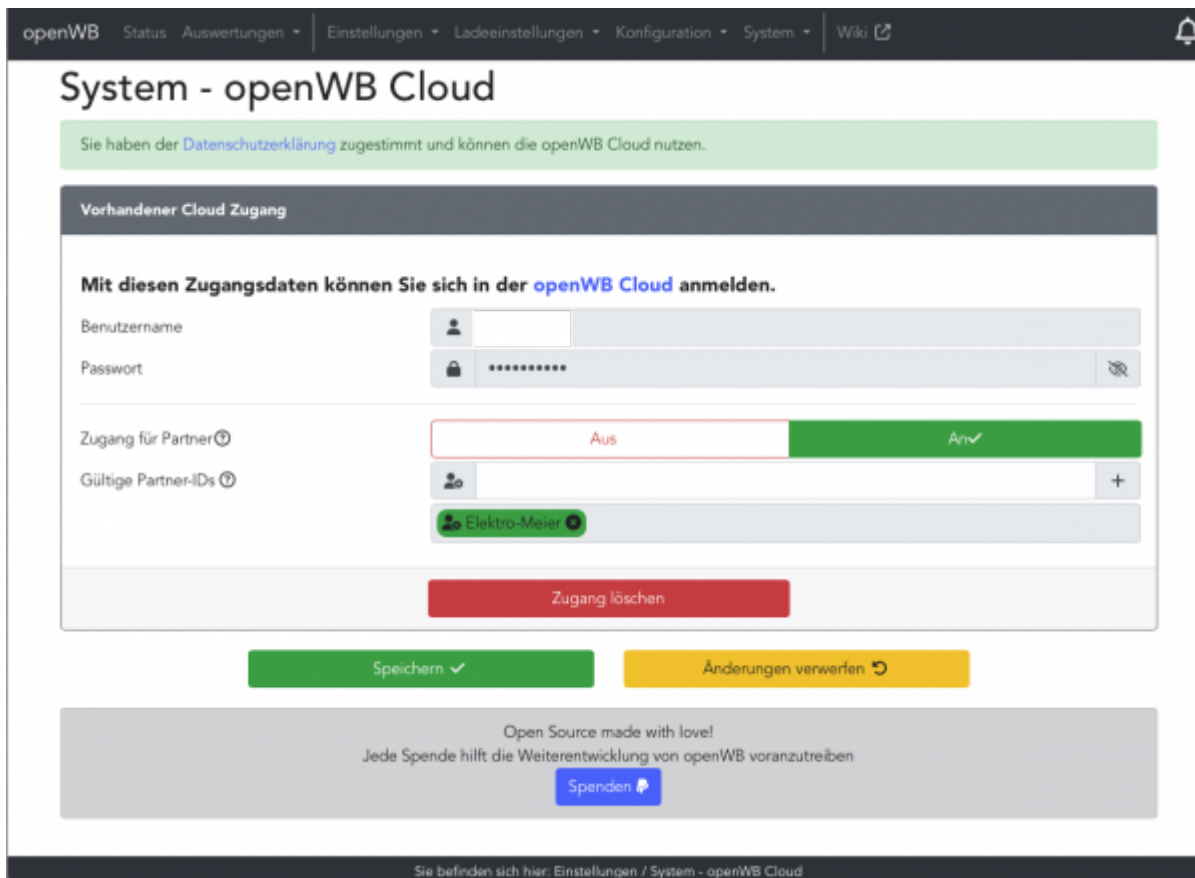 openWB Status Auswertungen Einstellungen Ladeeinstellungen Konfiguration System Wiki
System - openWB Cloud
Sie haben der Datenschutzerklärung zugestimmt und können die openWB Cloud nutzen.
Vorhandener Cloud Zugang
Mit diesen Zugangsdaten können Sie sich in der openWB Cloud anmelden.
Benutzername
Passwort ••••••••••
Zugang für Partner Aus An
Gültige Partner-IDs +
Elektro-Meier
Zugang löschen
Speichern Änderungen verwerfen
Open Source made with love!
Jede Spende hilft die Weiterentwicklung von openWB voranzutreiben
Spenden
Sie befinden sich hier: Einstellungen / System - openWB Cloud